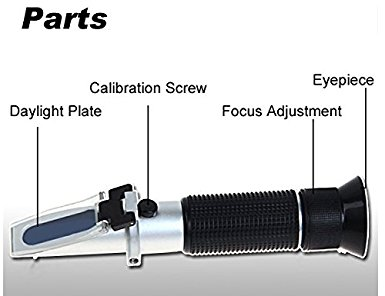 Parts
Eyepiece
Calibration Screw
Daylight Plate
Focus Adjustment